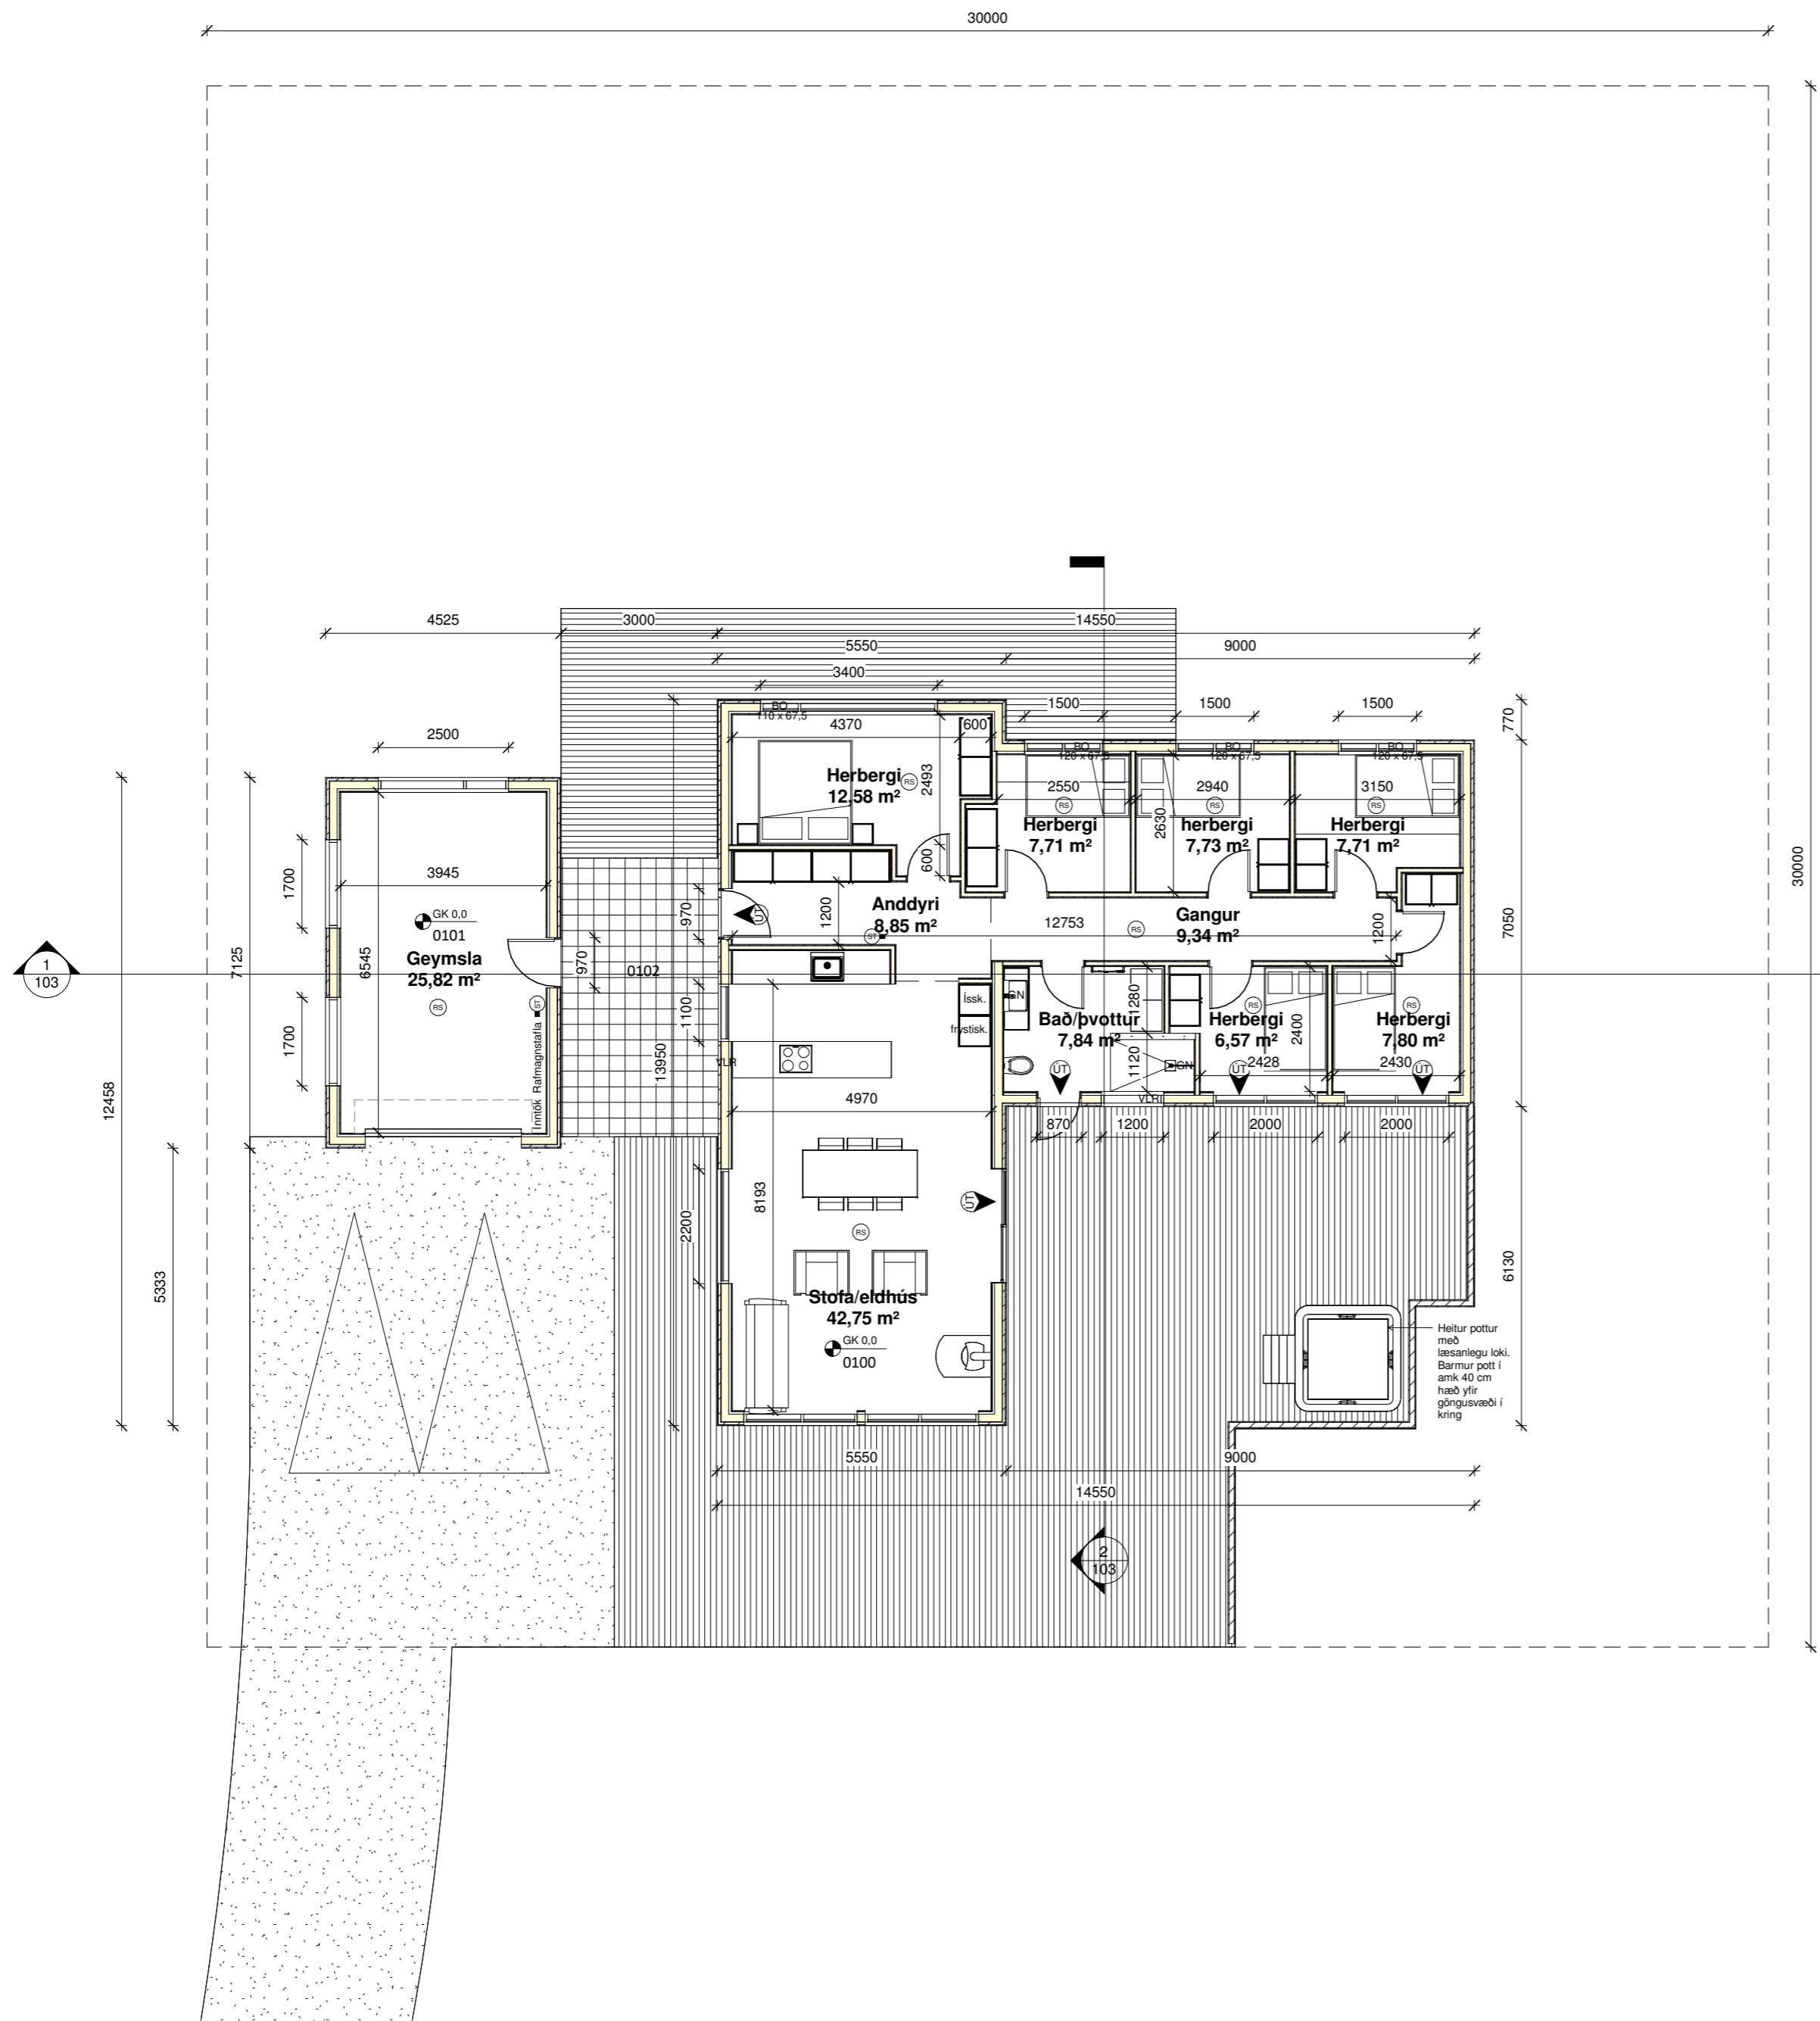 30000
30000
4525
3000
14550
5550
9000
3400
1500
1500
1500
770
BO
110 x 67,5
4370
600
2500
BO
120 x 67,5
BO
120 x 67,5
BO
120 x 67,5
Herbergi
12,58 m²
RS
2493
2550
RS
2940
RS
3150
RS
Herbergi
7,71 m²
2630
herbergi
7,73 m²
Herbergi
7,71 m²
600
1700
3945
GK 0,0
0101
Geymsla
25,82 m²
RS
6545
7125
970
970
0102
ÚT
1200
Anddyri
8,85 m²
ST
12753
RS
Gangur
9,34 m²
1200
7050
1
103
1700
ST
Inntök Rafmagnstafla
1100
13950
VLIR
Íssk.
frystisk.
GN
Bað/þvottur
7,84 m²
1280
1120
GN
ÚT
VLRI
RS
Herbergi
6,57 m²
2400
2428
ÚT
RS
Herbergi
7,80 m²
2430
ÚT
4970
870
1200
2000
2000
12458
5333
8193
2200
ÚT
RS
6130
Stofa/eldhús
42,75 m²
GK 0,0
0100
Heitur pottur
með
læsanlegu loki.
Barmur pott í
amk 40 cm
hæð yfir
göngusvæði í
kring
5550
9000
14550
2
103